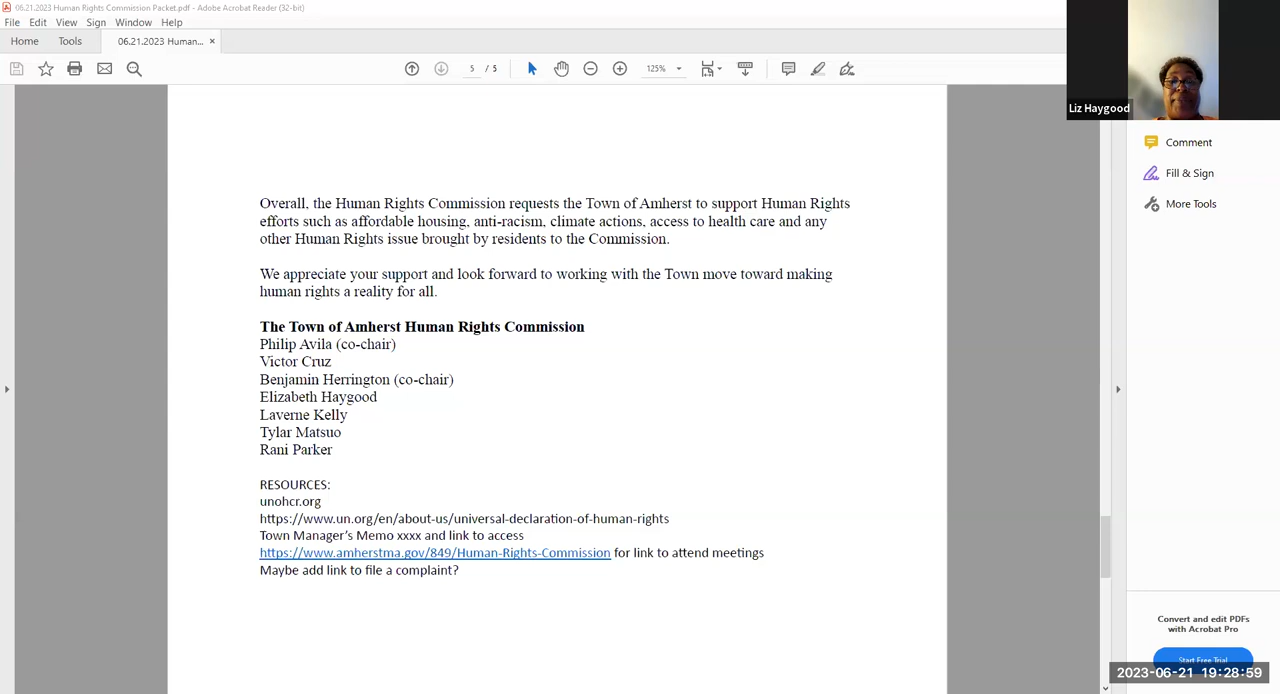 06.21.2023 Human Rights Commission Packet.pdf - Adobe Acrobat Reader (32-bit)
File Edit View Sign Window Help
Home Tools 06.21.2023 Human... ×
5 / 5 125%
Liz Haygood
Comment
Fill & Sign
More Tools
Overall, the Human Rights Commission requests the Town of Amherst to support Human Rights
efforts such as affordable housing, anti-racism, climate actions, access to health care and any
other Human Rights issue brought by residents to the Commission.
We appreciate your support and look forward to working with the Town move toward making
human rights a reality for all.
The Town of Amherst Human Rights Commission
Philip Avila (co-chair)
Victor Cruz
Benjamin Herrington (co-chair)
Elizabeth Haygood
Laverne Kelly
Tylar Matsuo
Rani Parker
RESOURCES:
unohcr.org
https://www.un.org/en/about-us/universal-declaration-of-human-rights
Town Manager's Memo xxxx and link to access
https://www.amherstma.gov/849/Human-Rights-Commission for link to attend meetings
Maybe add link to file a complaint?
Convert and edit PDFs
with Acrobat Pro
Start Free Trial
2023-06-21 19:28:59